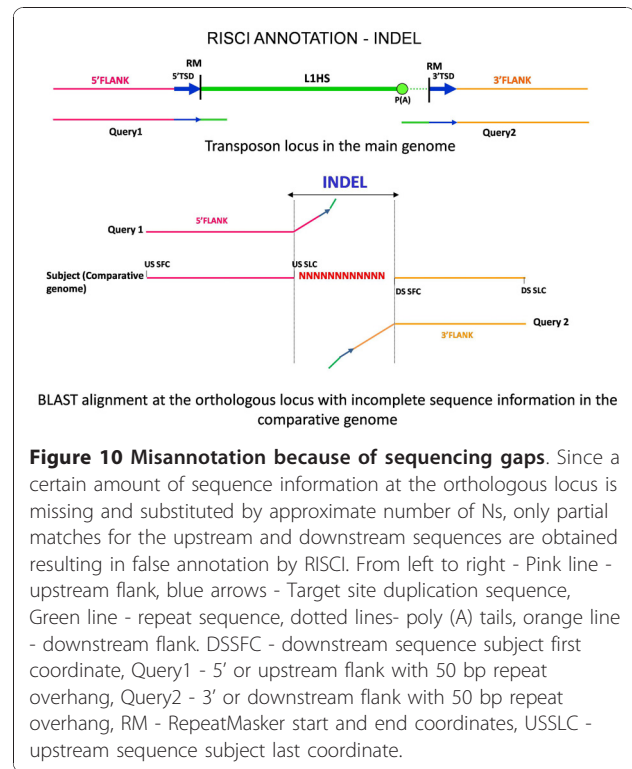 RISCI ANNOTATION - INDEL
5'FLANK
5'TSD
RM
L1HS
P(A)
RM
3'TSD
3'FLANK
Query1
Query2
Transposon locus in the main genome
INDEL
5'FLANK
Query 1
US SFC
US SLC
Subject (Comparative
genome)
NNNNNNNNNNNN
DS SFC
DS SLC
Query 2
3'FLANK
BLAST alignment at the orthologous locus with incomplete sequence information in the
comparative genome
Figure 10 Misannotation because of sequencing gaps. Since a
certain amount of sequence information at the orthologous locus is
missing and substituted by approximate number of Ns, only partial
matches for the upstream and downstream sequences are obtained
resulting in false annotation by RISCI. From left to right - Pink line -
upstream flank, blue arrows - Target site duplication sequence,
Green line - repeat sequence, dotted lines- poly (A) tails, orange line
- downstream flank. DSSFC - downstream sequence subject first
coordinate, Query1 - 5' or upstream flank with 50 bp repeat
overhang, Query2 - 3' or downstream flank with 50 bp repeat
overhang, RM - RepeatMasker start and end coordinates, USSLC -
upstream sequence subject last coordinate.